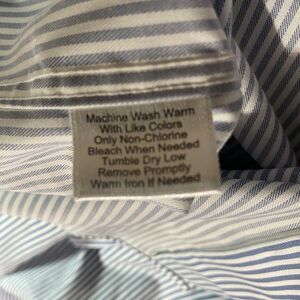 Machine Wash Warm
With Like Colors
Only Non-Chlorine
Bleach When Needed
Tumble Dry Low
Remove Promptly
Warm Iron If Needed